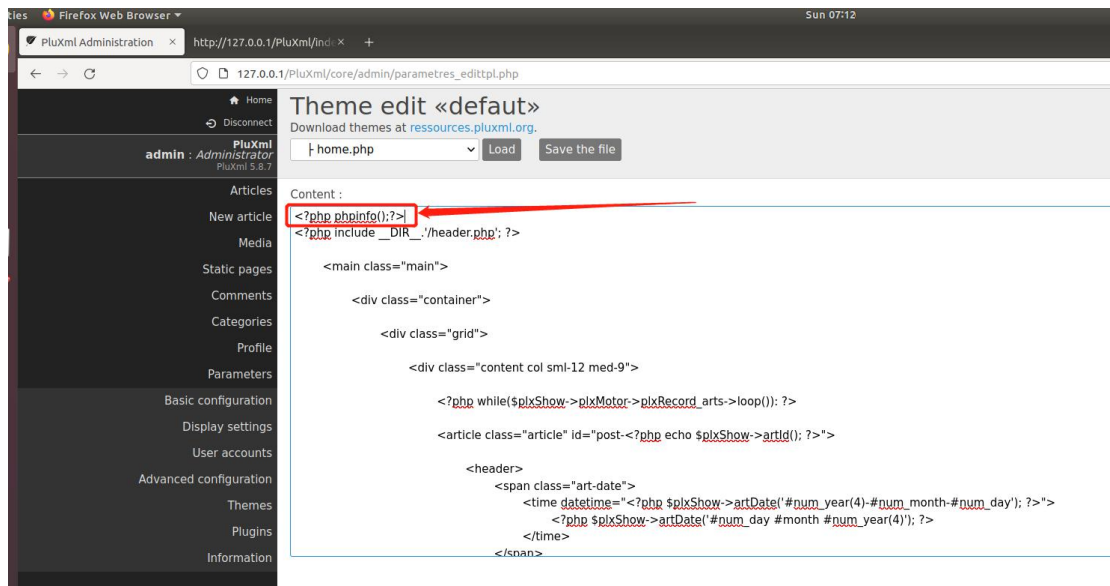 ties Firefox Web Browser Sun 07:12
PluXml Administration × http://127.0.0.1/PluXml/inde × +
127.0.0.1/PluXml/core/admin/parametres_edittpl.php
Home
Disconnect
PluXml
admin : Administrator
PluXml 5.8.7
Articles
New article
Media
Static pages
Comments
Categories
Profile
Parameters
Basic configuration
Display settings
User accounts
Advanced configuration
Themes
Plugins
Information
Theme edit «defaut»
Download themes at ressources.pluxml.org.
├ home.php Load Save the file
Content :
<?php phpinfo();?>
<?php include __DIR__.'/header.php'; ?>
<main class="main">
<div class="container">
<div class="grid">
<div class="content col sml-12 med-9">
<?php while($plxShow->plxMotor->plxRecord_arts->loop()): ?>
<article class="article" id="post-<?php echo $plxShow->artId(); ?>">
<header>
<span class="art-date">
<time datetime="<?php $plxShow->artDate('#num_year(4)-#num_month-#num_day'); ?>">
<?php $plxShow->artDate('#num_day #month #num_year(4)'); ?>
</time>
</span>